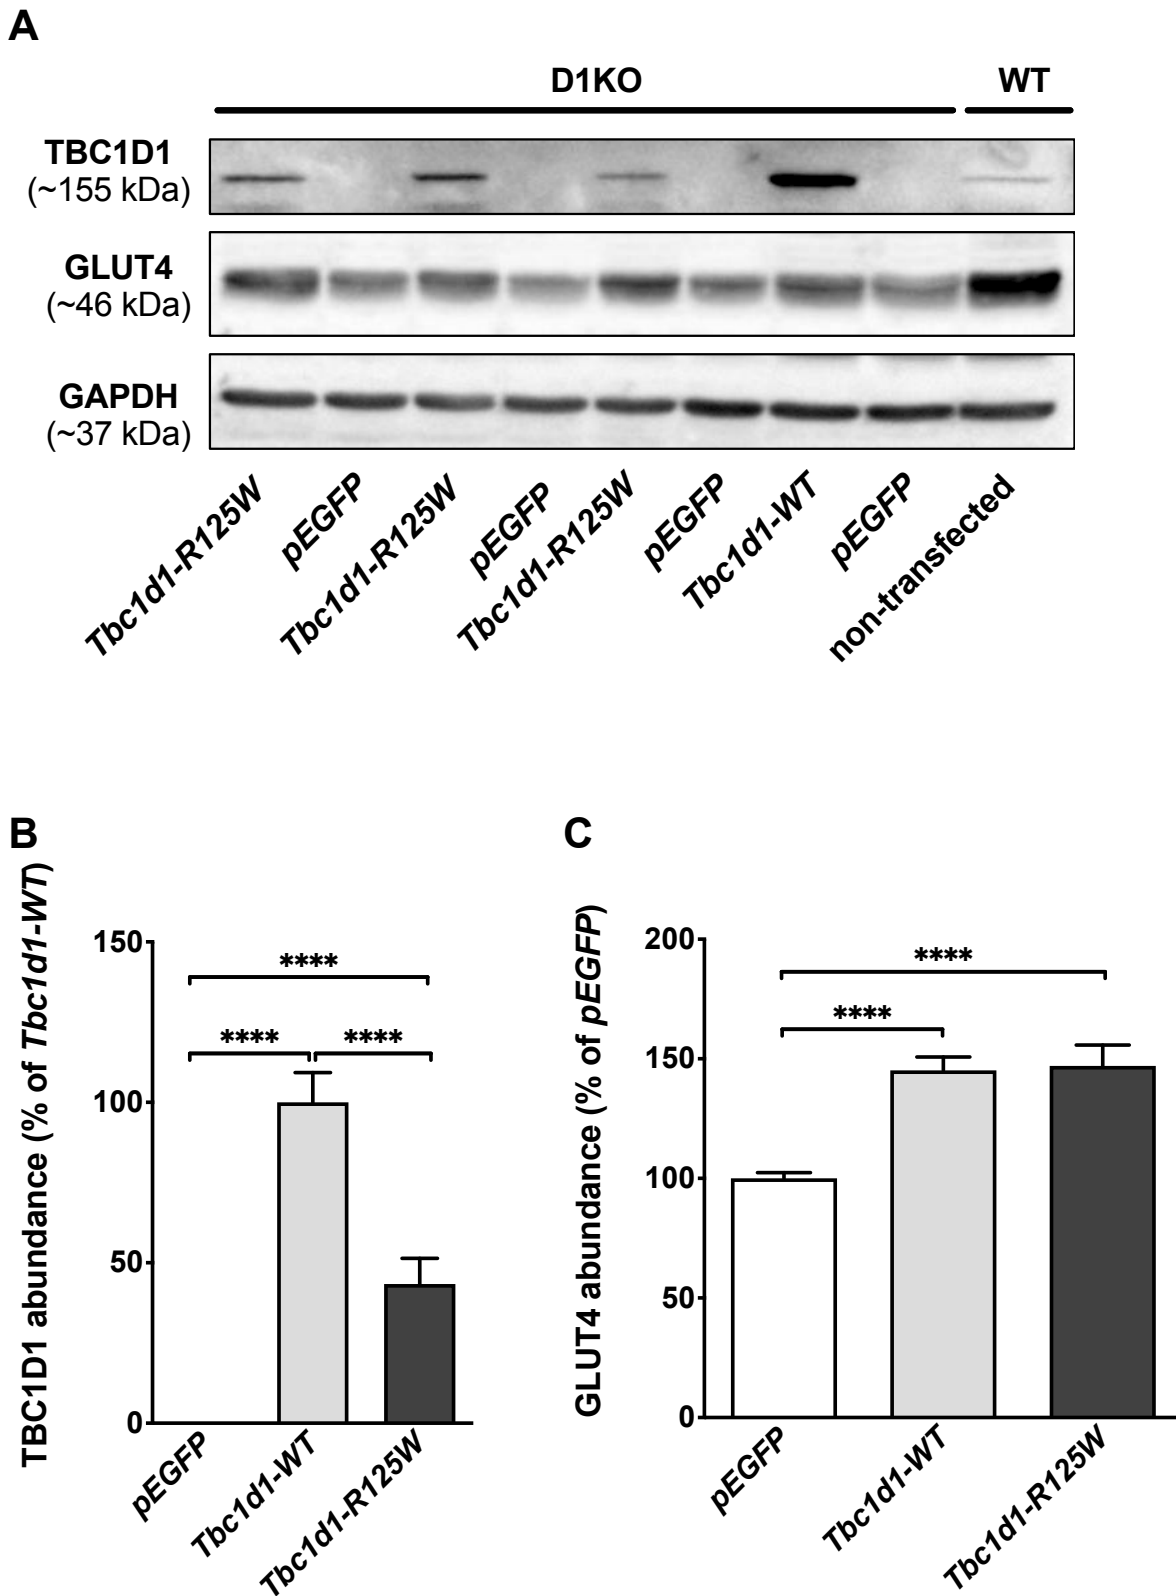 A
D1KO
WT
TBC1D1
(~155 kDa)
GLUT4
(~46 kDa)
GAPDH
(~37 kDa)
Tbc1d1-R125W
pEGFP
Tbc1d1-R125W
pEGFP
Tbc1d1-R125W
pEGFP
Tbc1d1-WT
pEGFP
non-transfected
B
TBC1D1 abundance (% of Tbc1d1-WT)
150
100
50
0
****
****
****
pEGFP
Tbc1d1-WT
Tbc1d1-R125W
C
GLUT4 abundance (% of pEGFP)
200
150
100
50
0
****
****
pEGFP
Tbc1d1-WT
Tbc1d1-R125W